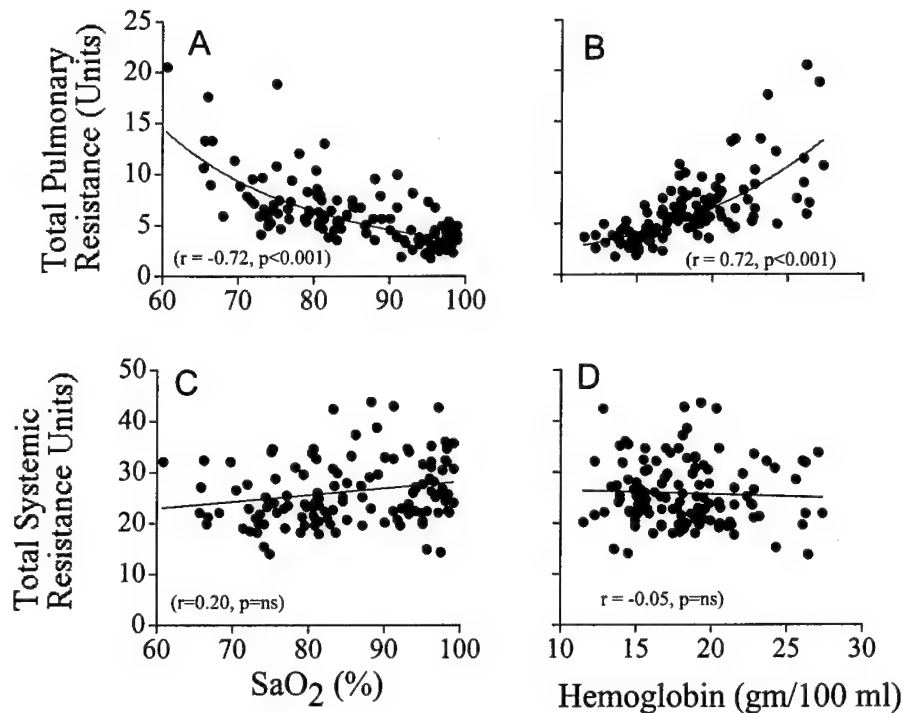 A
B
Total Pulmonary
Resistance (Units)
25
20
15
10
5
0
(r = -0.72, p<0.001)
(r = 0.72, p<0.001)
60 70 80 90 100
C
D
Total Systemic
Resistance Units)
50
40
30
20
10
0
(r=0.20, p=ns)
r = -0.05, p=ns)
60 70 80 90 100
10 15 20 25 30
SaO2 (%)
Hemoglobin (gm/100 ml)